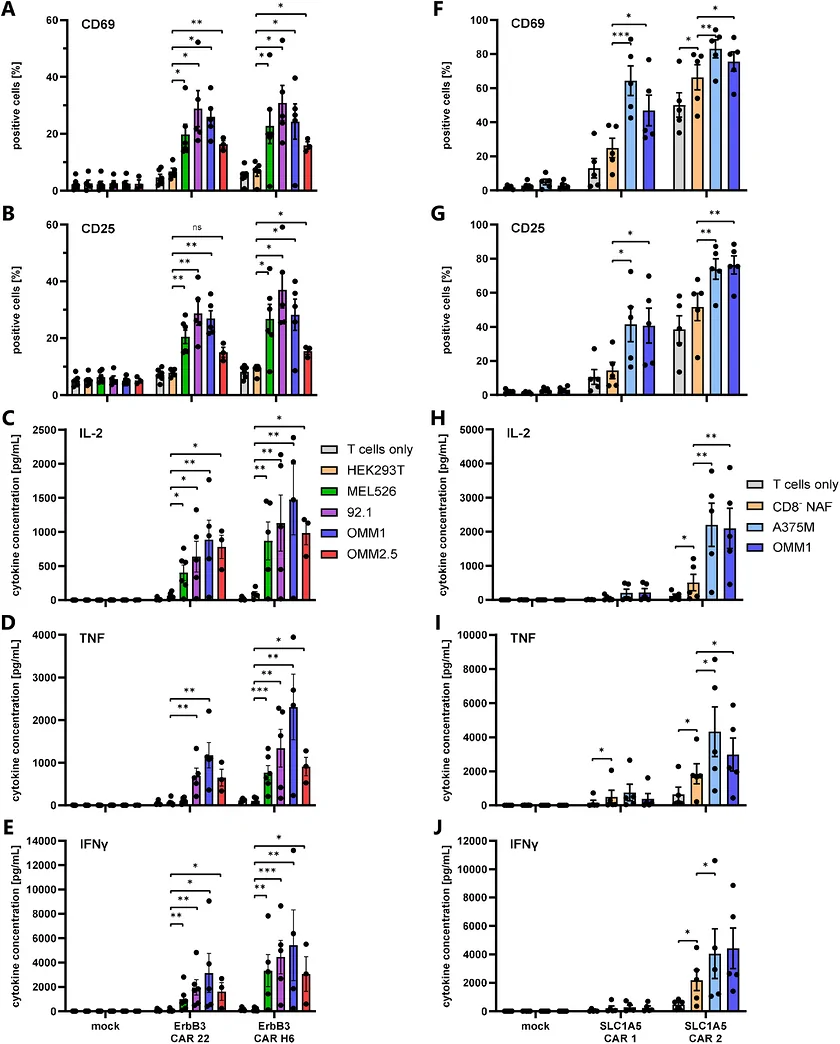 A
CD69
positive cells [%]
60
40
20
0
*
*
*
**
*
*
*
*
B
CD25
positive cells [%]
60
40
20
0
**
**
**
ns
*
*
*
*
C
IL-2
cytokine concentration [pg/mL]
2500
2000
1500
1000
500
0
*
*
**
*
**
**
**
*
T cells only
HEK293T
MEL526
92.1
OMM1
OMM2.5
D
TNF
cytokine concentration [pg/mL]
4000
3000
2000
1000
0
**
**
***
**
**
*
E
IFNγ
cytokine concentration [pg/mL]
14000
12000
10000
8000
6000
4000
2000
0
**
**
*
*
**
***
**
*
mock
ErbB3
CAR 22
ErbB3
CAR H6
F
CD69
positive cells [%]
100
80
60
40
20
0
***
*
*
**
*
G
CD25
positive cells [%]
100
80
60
40
20
0
*
*
**
**
H
IL-2
cytokine concentration [pg/mL]
5000
4000
3000
2000
1000
0
*
**
**
T cells only
CD8⁻ NAF
A375M
OMM1
I
TNF
cytokine concentration [pg/mL]
10000
8000
6000
4000
2000
0
*
*
*
*
J
IFNγ
cytokine concentration [pg/mL]
14000
12000
10000
8000
6000
4000
2000
0
*
*
mock
SLC1A5
CAR 1
SLC1A5
CAR 2